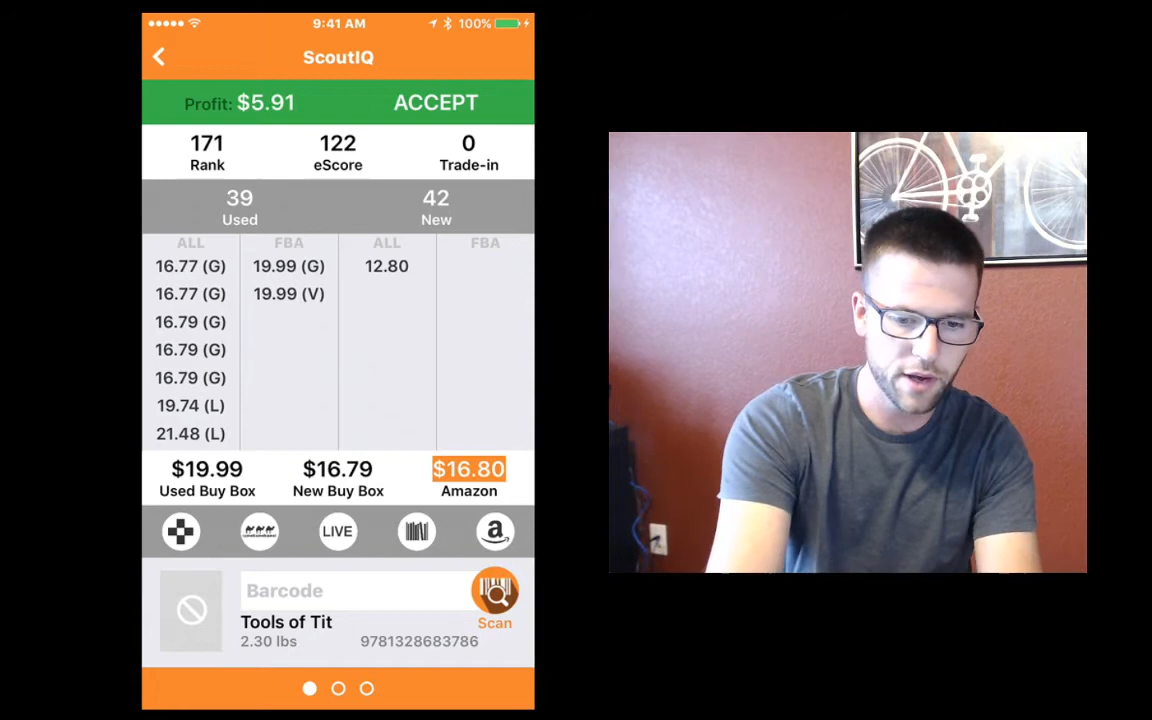 9:41 AM 100%
ScoutIQ
Profit: $5.91 ACCEPT
171 122 0
Rank eScore Trade-in
39 42
Used New
ALL FBA ALL FBA
16.77 (G) 19.99 (G) 12.80
16.77 (G) 19.99 (V)
16.79 (G)
16.79 (G)
16.79 (G)
19.74 (L)
21.48 (L)
$19.99 $16.79 $16.80
Used Buy Box New Buy Box Amazon
LIVE a
Barcode
Scan
Tools of Tit
2.30 lbs 9781328683786